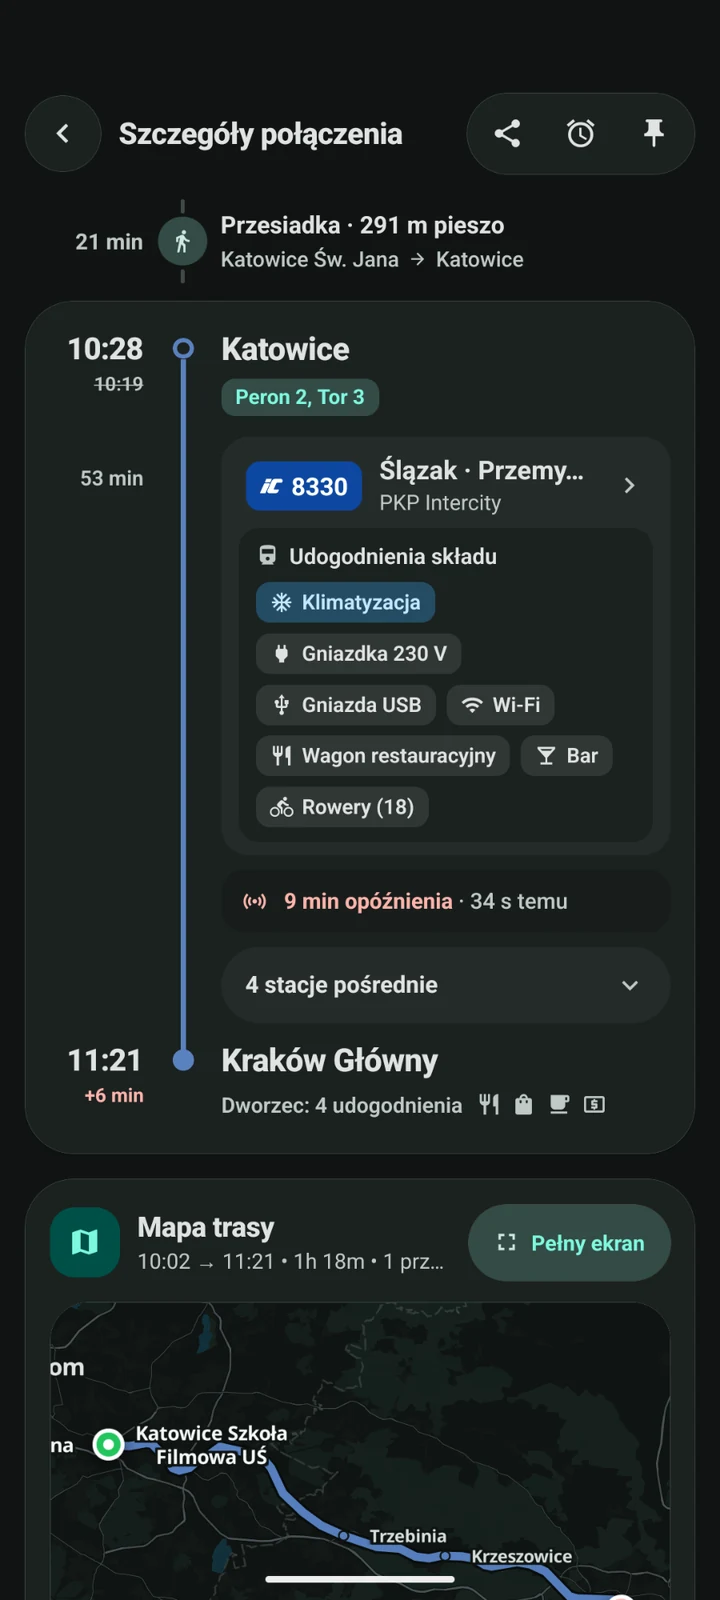 Szczegóły połączenia
21 min
Przesiadka · 291 m pieszo
Katowice Św. Jana → Katowice
10:28
10:19
Katowice
Peron 2, Tor 3
53 min
IC 8330
Ślązak · Przemy...
PKP Intercity
Udogodnienia składu
Klimatyzacja
Gniazdka 230 V
Gniazda USB
Wi-Fi
Wagon restauracyjny
Bar
Rowery (18)
9 min opóźnienia · 34 s temu
4 stacje pośrednie
11:21
+6 min
Kraków Główny
Dworzec: 4 udogodnienia
Mapa trasy
10:02 → 11:21 • 1h 18m • 1 prz...
Pełny ekran
om
na
Katowice Szkoła
Filmowa UŚ
Trzebinia
Krzeszowice